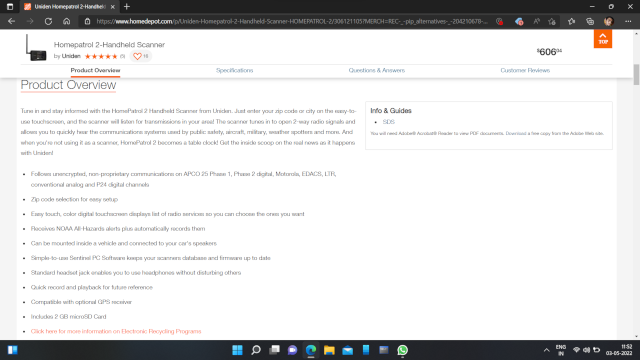 Uniden Homepatrol 2-Handheld
https://www.homedepot.com/p/Uniden-Homepatrol-2-Handheld-Scanner-HOMEPATROL-2/306121105?MERCH=REC-_-pip_alternatives-_-204210678-...
Homepatrol 2-Handheld Scanner
by Uniden
(5)
$606
TOP
Product Overview
Specifications
Questions & Answers
Customer Reviews
Product Overview
Tune in and stay informed with the HomePatrol 2 Handheld Scanner from Uniden. Just enter your zip code or city on the easy-to-
use touchscreen, and the scanner will listen for transmissions in your area! The scanner tunes in to open 2-way radio signals and
allows you to quickly hear the communications systems used by public safety, aircraft, military, weather spotters and more. And
when you're not using it as a scanner, HomePatrol 2 becomes a table clock! Get the inside scoop on the real news as it happens
with Uniden!
Info & Guides
• SDS
You will need Adobe® Acrobat® Reader to view PDF documents. Download a free copy from the Adobe Web site.
• Follows unencrypted, non-proprietary communications on APCO 25 Phase 1, Phase 2 digital, Motorola, EDACS, LTR,
conventional analog and P24 digital channels
• Zip code selection for easy setup
• Easy touch, color digital touchscreen displays list of radio services so you can choose the ones you want
• Receives NOAA All-Hazards alerts plus automatically records them
• Can be mounted inside a vehicle and connected to your car's speakers
• Simple-to-use Sentinel PC Software keeps your scanners database and firmware up to date
• Standard headset jack enables you to use headphones without disturbing others
• Quick record and playback for future reference
• Compatible with optional GPS receiver
• Includes 2 GB microSD Card
• Click here for more information on Electronic Recycling Programs
ENG
IN
11:52
03-05-2022